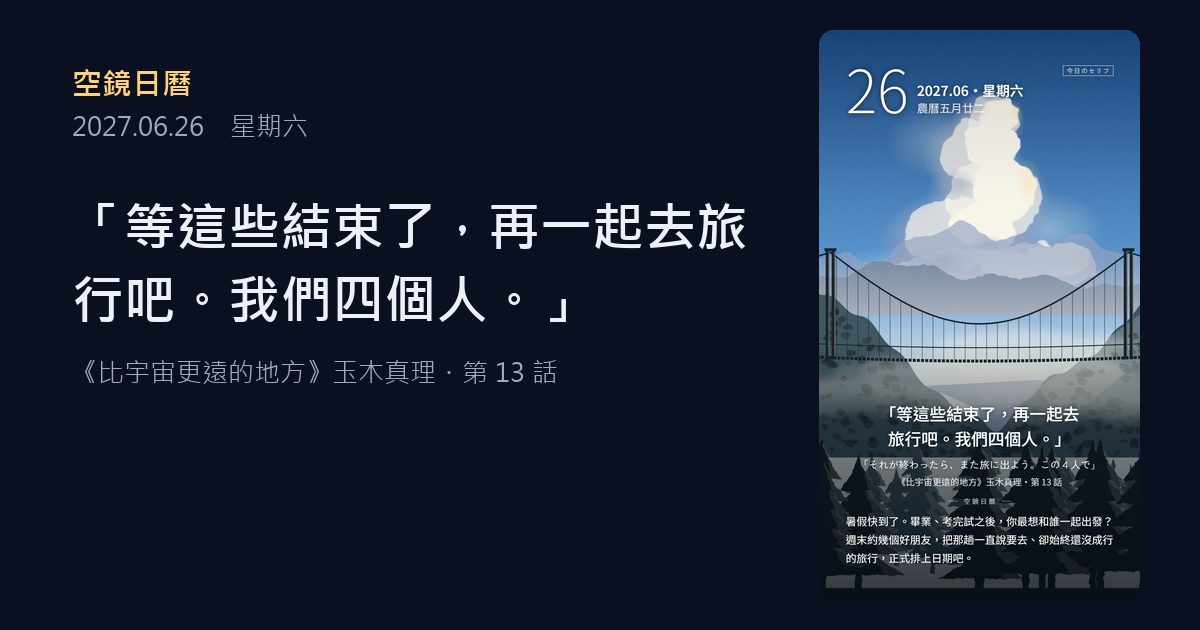 空鏡日曆
2027.06.26 星期六
「等這些結束了，再一起去旅
行吧。我們四個人。」
《比宇宙更遠的地方》玉木真理・第 13 話
26
2027.06・星期六
農曆五月廿二
今日のセリフ
「等這些結束了，再一起去
旅行吧。我們四個人。」
「それが終わったら、また旅に出よう。この４人で」
《比宇宙更遠的地方》玉木真理・第 13 話
空鏡日曆
暑假快到了。畢業、考完試之後，你最想和誰一起出發？
週末約幾個好朋友，把那趟一直說要去、卻始終還沒成行
的旅行，正式排上日期吧。